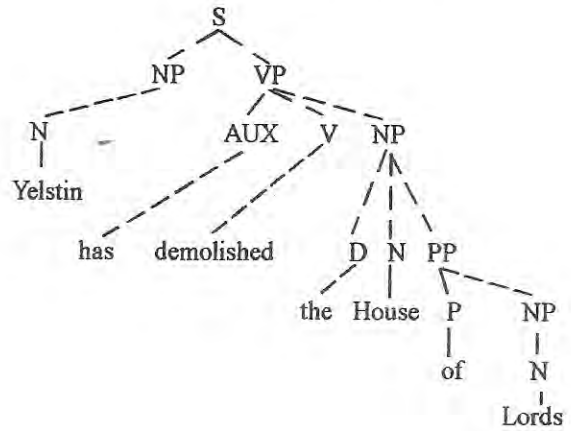 S
NP VP
N AUX V NP
Yelstin
has demolished D N PP
the House P NP
of N
Lords